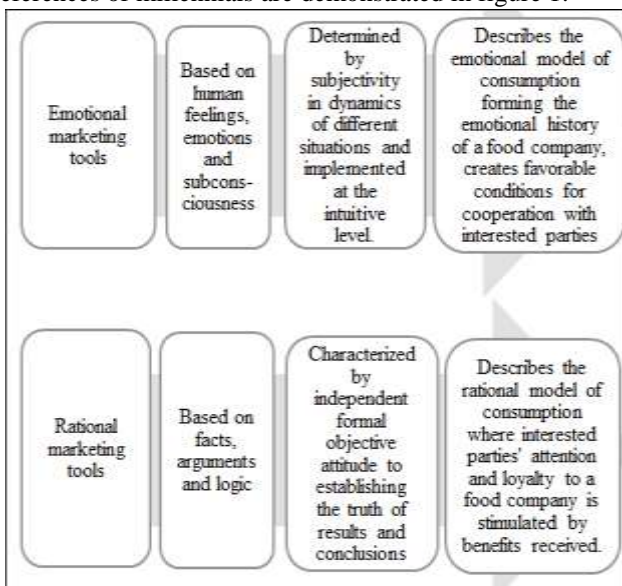 erences of millennials are demonstrated in figure 1.
Emotional
marketing
tools
Based on
human
feelings,
emotions
and
subcons-
ciousness
Determined
by
subjectivity
in dynamics
of different
situations and
implemented
at the
intuitive
level.
Describes the
emotional model of
consumption
forming the
emotional history
of a food company,
creates favorable
conditions for
cooperation with
interested parties
Rational
marketing
tools
Based on
facts,
arguments
and logic
Characterized
by
independent
formal
objective
attitude to
establishing
the truth of
results and
conclusions
Describes the
rational model of
consumption
where interested
parties' attention
and loyalty to a
food company is
stimulated by
benefits received.